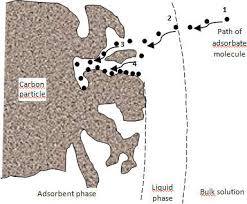 1
2
Path of
adsorbate
molecule
3
4
Carbon
particle
Adsorbent phase
Liquid
phase
Bulk solution